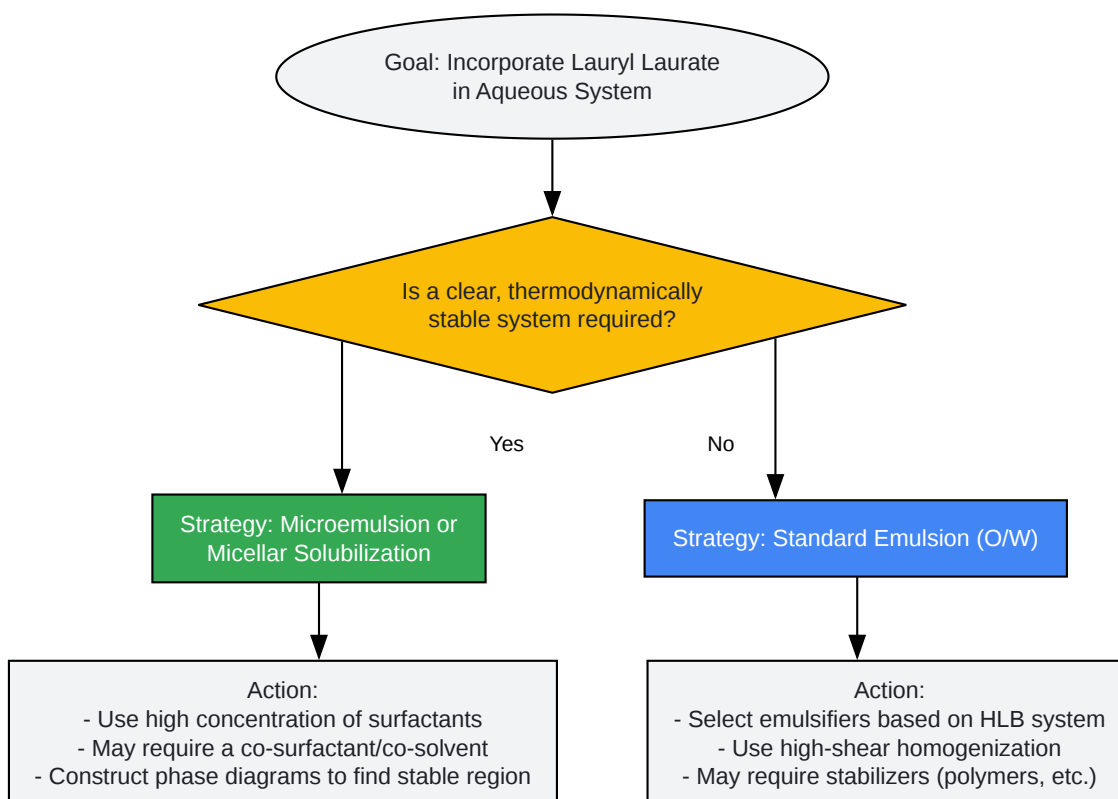 Goal: Incorporate Lauryl Laurate
in Aqueous System
Is a clear, thermodynamically
stable system required?
Yes
No
Strategy: Microemulsion or
Micellar Solubilization
Strategy: Standard Emulsion (O/W)
Action:
- Use high concentration of surfactants
- May require a co-surfactant/co-solvent
- Construct phase diagrams to find stable region
Action:
- Select emulsifiers based on HLB system
- Use high-shear homogenization
- May require stabilizers (polymers, etc.)